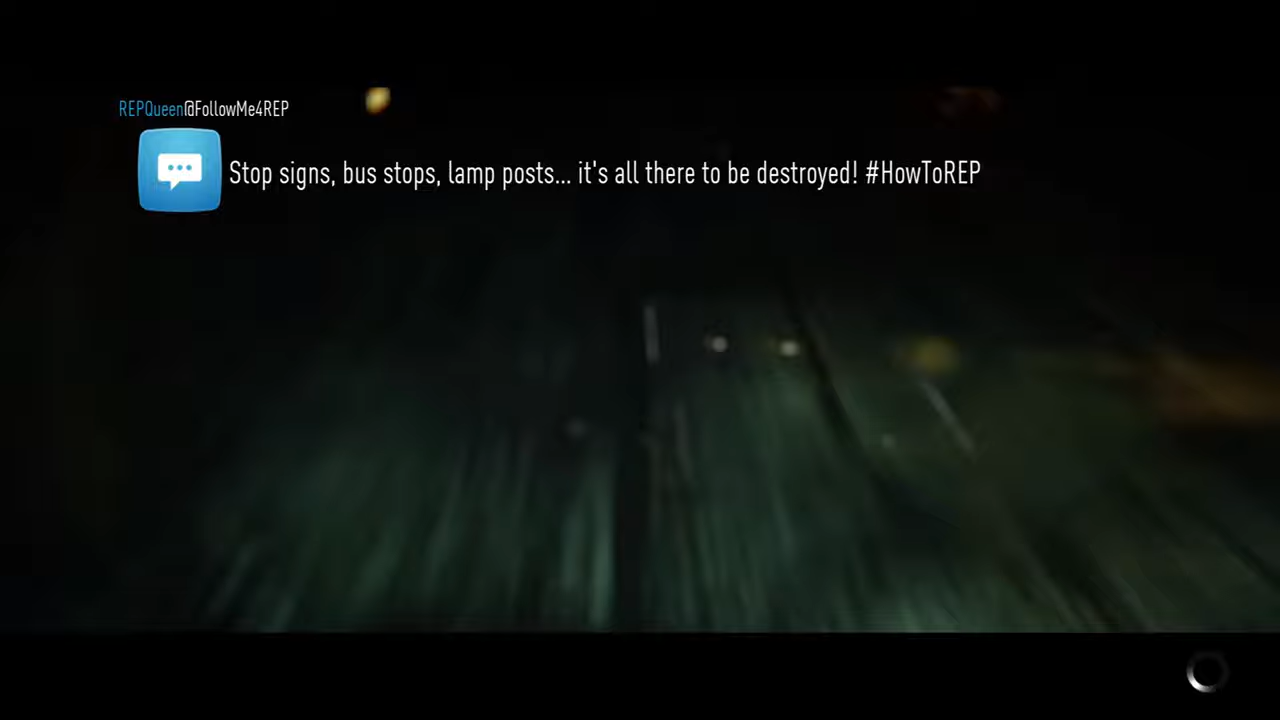 REPQueen@FollowMe4REP
Stop signs, bus stops, lamp posts... it's all there to be destroyed! #HowToREP